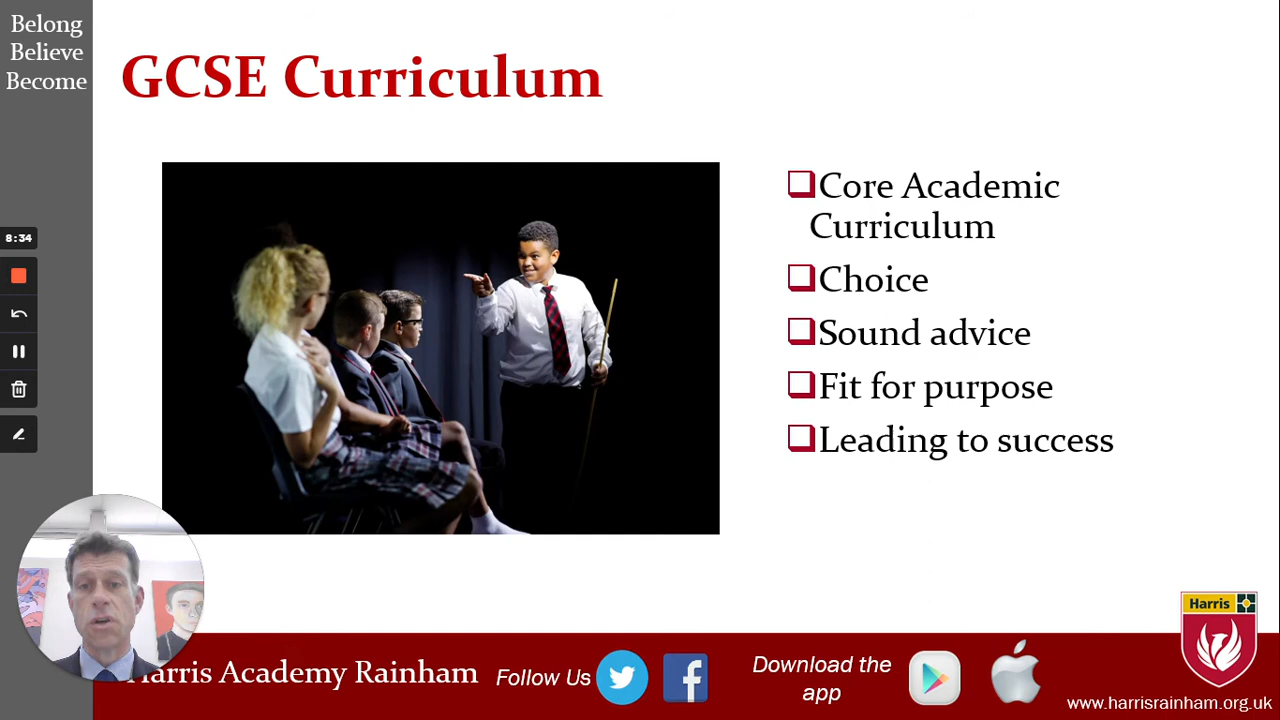 Belong
Believe
Become
GCSE Curriculum
Core Academic
Curriculum
Choice
Sound advice
Fit for purpose
Leading to success
8:34
Harris Academy Rainham
Follow Us
Download the
app
Harris
www.harrisrainham.org.uk